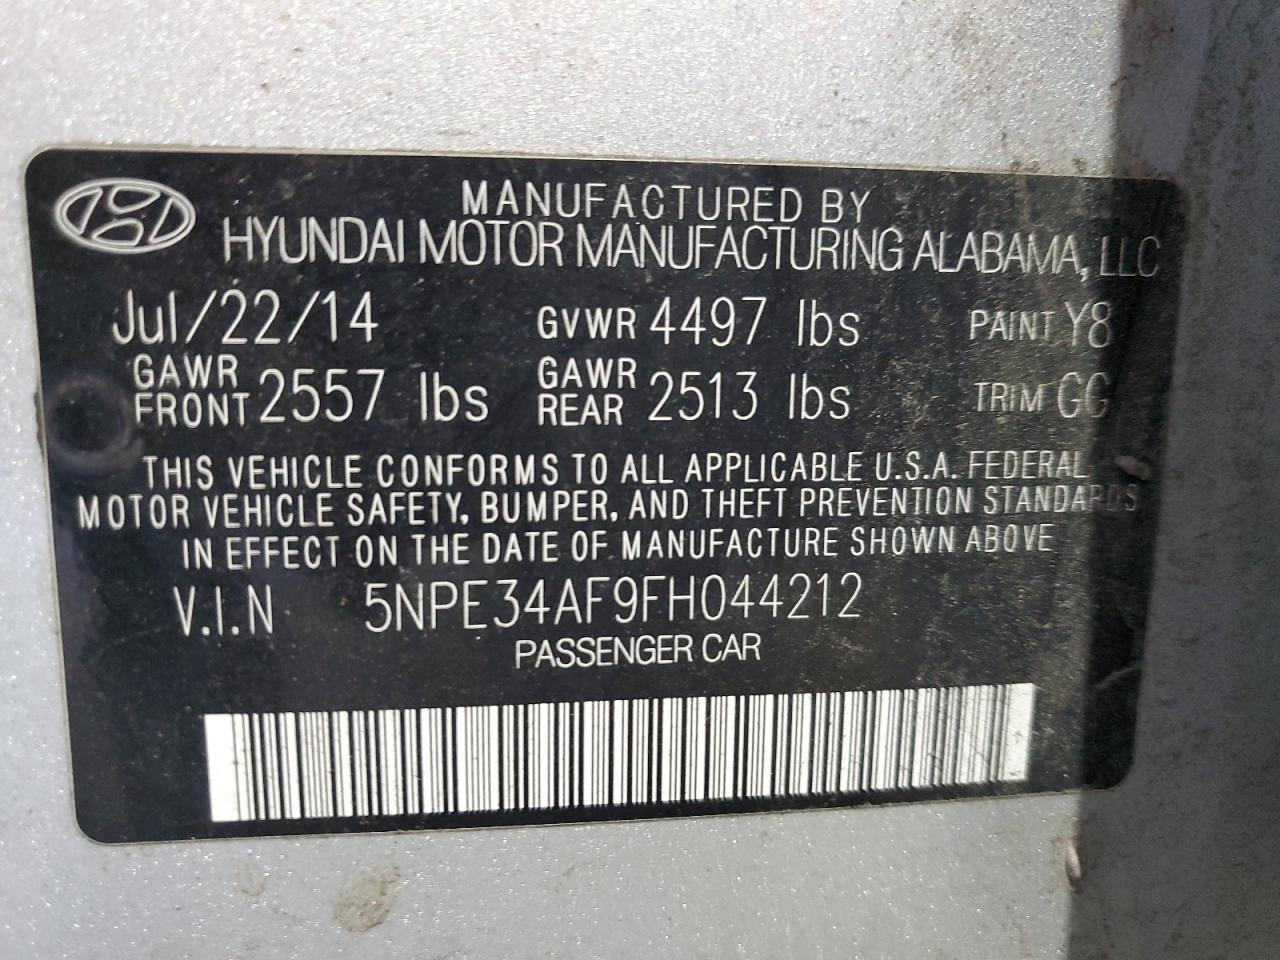 MANUFACTURED BY
HYUNDAI MOTOR MANUFACTURING ALABAMA, LLC
Jul/22/14 GVWR 4497 lbs PAINT Y8
GAWR FRONT 2557 lbs GAWR REAR 2513 lbs TRIM GG
THIS VEHICLE CONFORMS TO ALL APPLICABLE U.S.A. FEDERAL
MOTOR VEHICLE SAFETY, BUMPER, AND THEFT PREVENTION STANDARDS
IN EFFECT ON THE DATE OF MANUFACTURE SHOWN ABOVE
V.I.N 5NPE34AF9FH044212
PASSENGER CAR